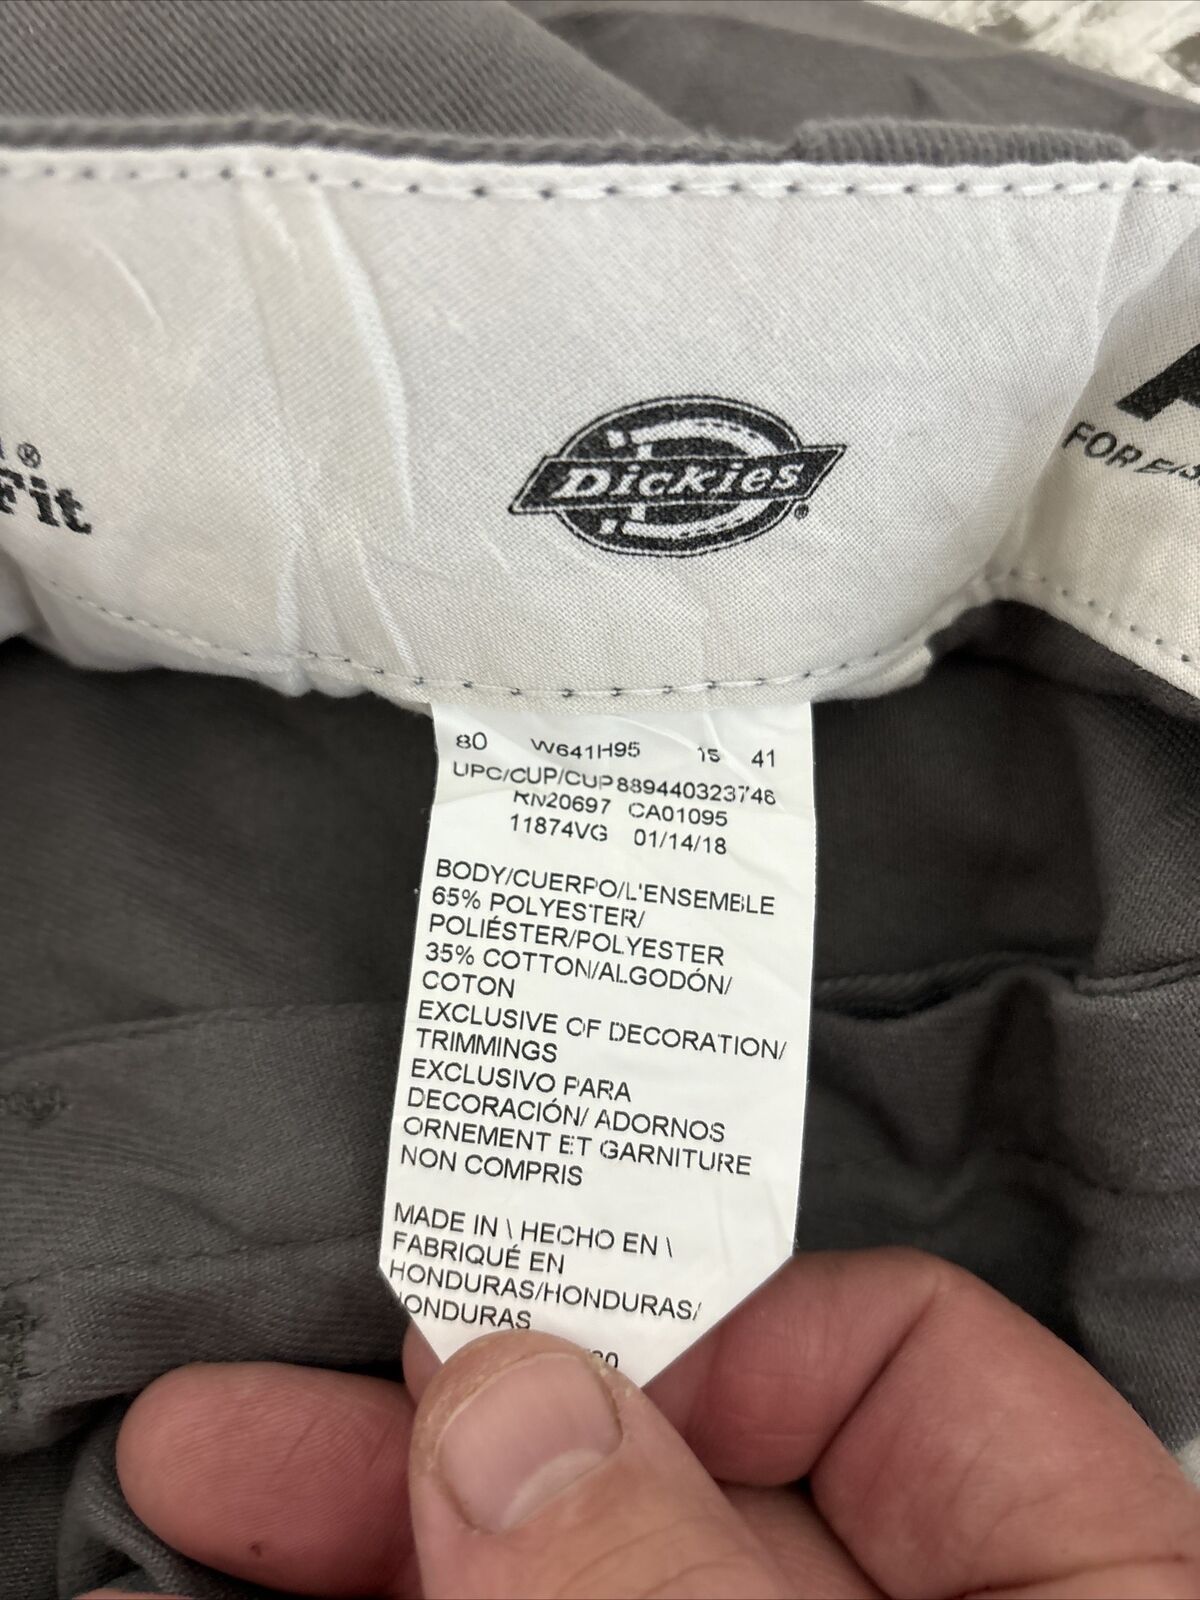 ®
Fit
Dickies®
FOR
80 W641H95 15 41
UPC/CUP/CUP 889440323746
RN20697 CA01095
11874VG 01/14/18
BODY/CUERPO/L'ENSEMBLE
65% POLYESTER/
POLIÉSTER/POLYESTER
35% COTTON/ALGODÓN/
COTON
EXCLUSIVE OF DECORATION/
TRIMMINGS
EXCLUSIVO PARA
DECORACIÓN/ ADORNOS
ORNEMENT ET GARNITURE
NON COMPRIS
MADE IN \ HECHO EN \
FABRIQUÉ EN
HONDURAS/HONDURAS/
HONDURAS